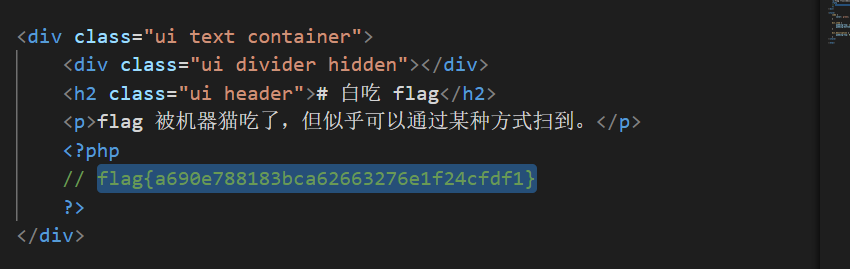 <div class="ui text container">
<div class="ui divider hidden"></div>
<h2 class="ui header"># 白吃 flag</h2>
<p>flag 被机器猫吃了，但似乎可以通过某种方式扫到。</p>
<?php
// flag{a690e788183bca62663276e1f24cfdf1}
?>
</div>